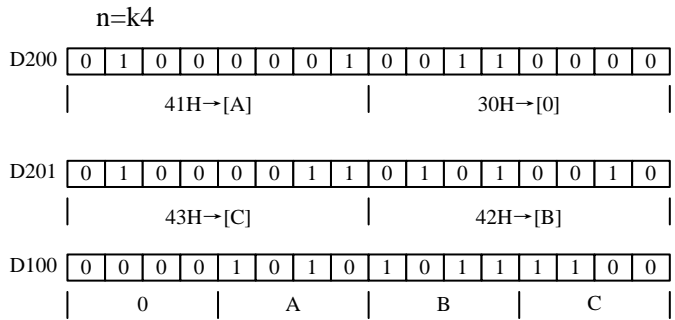 n=k4
D200 0 1 0 0 0 0 0 1 0 0 1 1 0 0 0 0
41H→[A] 30H→[0]
D201 0 1 0 0 0 0 1 1 0 1 0 1 0 0 1 0
43H→[C] 42H→[B]
D100 0 0 0 0 1 0 1 0 1 0 1 1 1 1 0 0
0 A B C